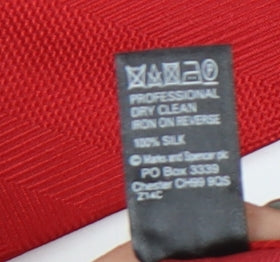 PROFESSIONAL
DRY CLEAN
IRON ON REVERSE
100% SILK
© Marks and Spencer plc
PO Box 3339
Chester CH99 9QS
Z14C